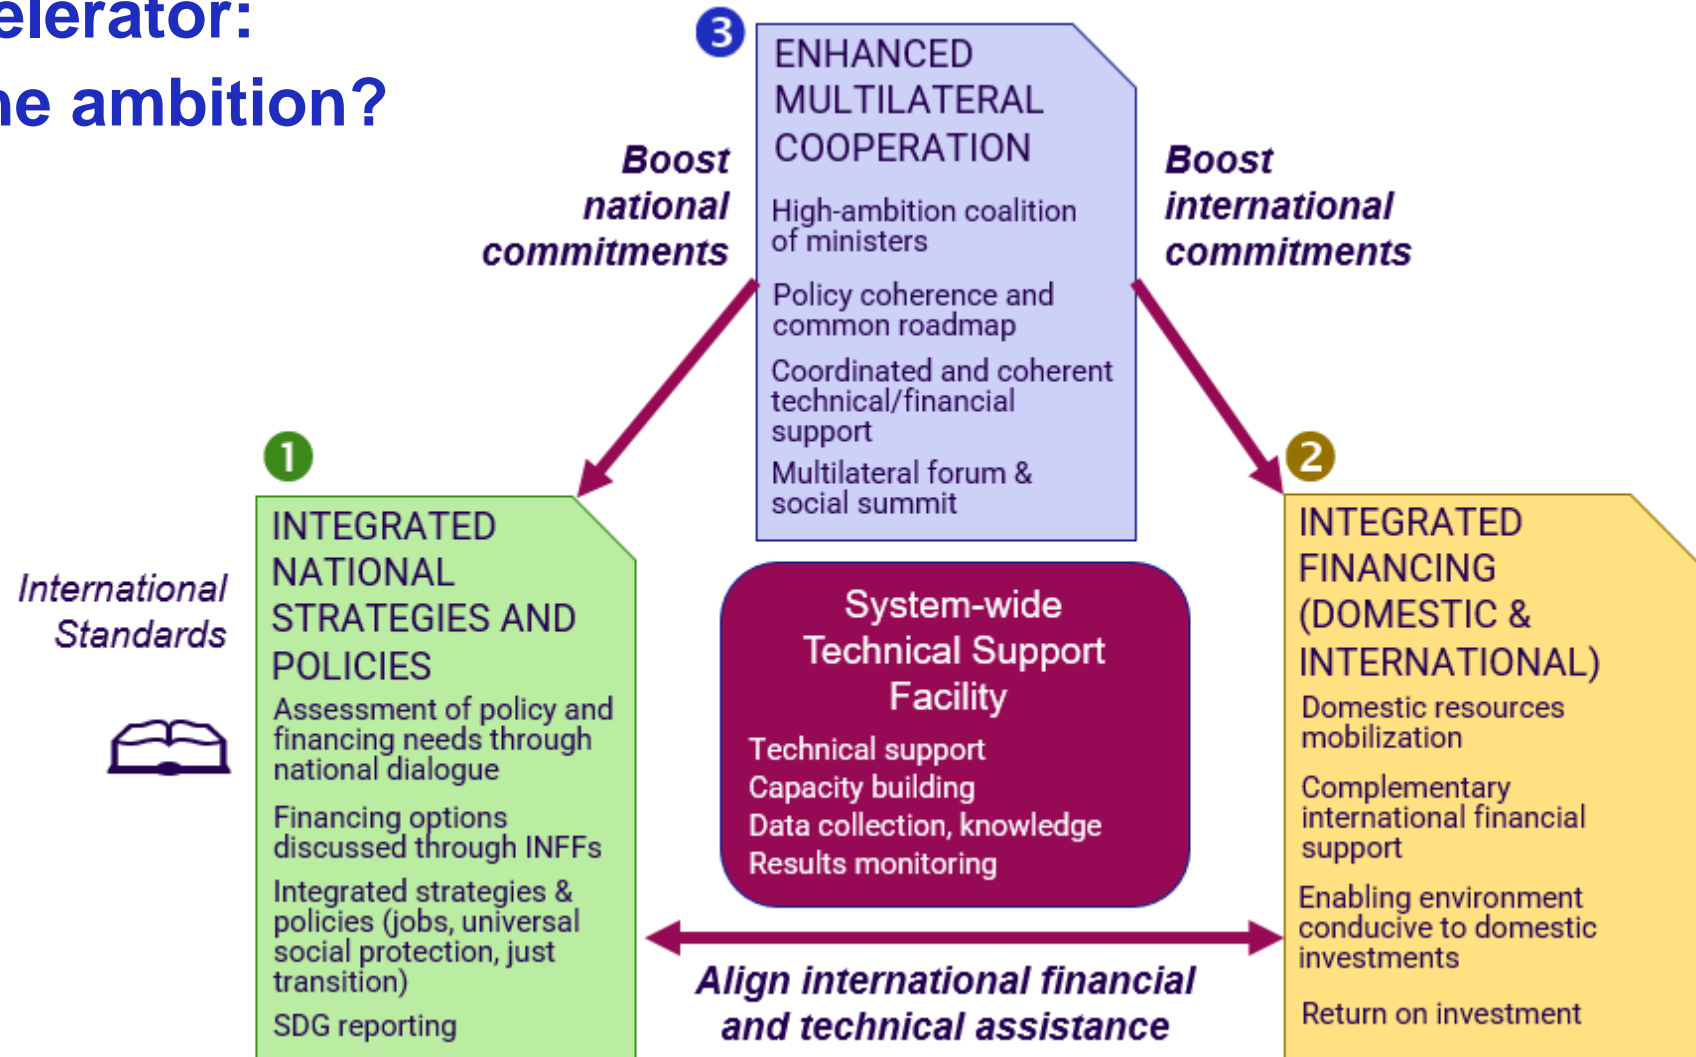 elerator:
ne ambition?
3
ENHANCED
MULTILATERAL
COOPERATION
High-ambition coalition
of ministers
Policy coherence and
common roadmap
Coordinated and coherent
technical/financial
support
Multilateral forum &
social summit
Boost
national
commitments
Boost
international
commitments
1
INTEGRATED
NATIONAL
STRATEGIES AND
POLICIES
Assessment of policy and
financing needs through
national dialogue
Financing options
discussed through INFFs
Integrated strategies &
policies (jobs, universal
social protection, just
transition)
SDG reporting
International
Standards
System-wide
Technical Support
Facility
Technical support
Capacity building
Data collection, knowledge
Results monitoring
2
INTEGRATED
FINANCING
(DOMESTIC &
INTERNATIONAL)
Domestic resources
mobilization
Complementary
international financial
support
Enabling environment
conducive to domestic
investments
Return on investment
Align international financial
and technical assistance